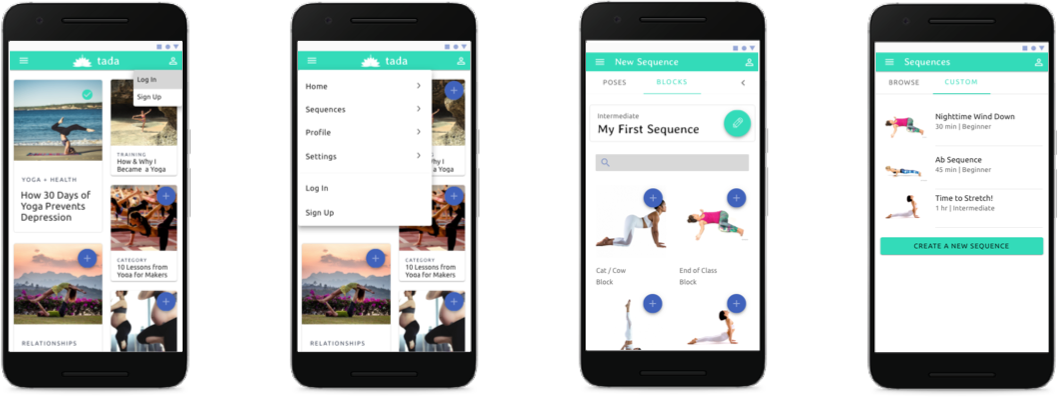 tada
Log In
Sign Up
YOGA + HEALTH
How 30 Days of
Yoga Prevents
Depression
RELATIONSHIPS
TRAINING
How & Why I
Became a Yoga
CATEGORY
10 Lessons from
Yoga for Makers
tada
Home
Sequences
Profile
Settings
Log In
Sign Up
RELATIONSHIPS
CATEGORY
10 Lessons from
Yoga for Makers
New Sequence
POSES
BLOCKS
Intermediate
My First Sequence
Cat / Cow
Block
End of Class
Block
Sequences
BROWSE
CUSTOM
Nighttime Wind Down
30 min | Beginner
Ab Sequence
45 min | Beginner
Time to Stretch!
1 hr | Intermediate
CREATE A NEW SEQUENCE